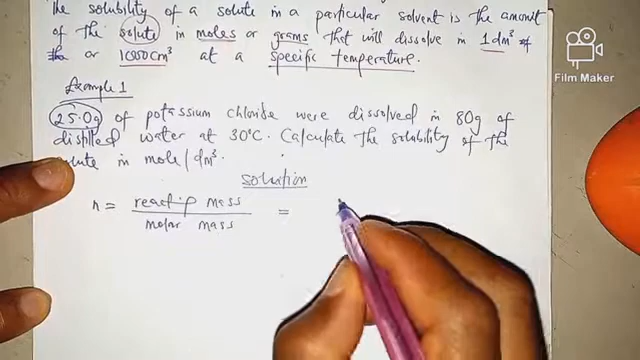 The solubility of a solute in a particular solvent is the amount
of the solute in moles or grams that will dissolve in 1dm³ of
or 1000cm³ at a specific temperature.
Example 1
25.0g of potassium chloride were dissolved in 80g of
distilled water at 30°C. Calculate the solubility of the
solute in mole/dm³.
Solution
n = mass =
molar mass
Film Maker